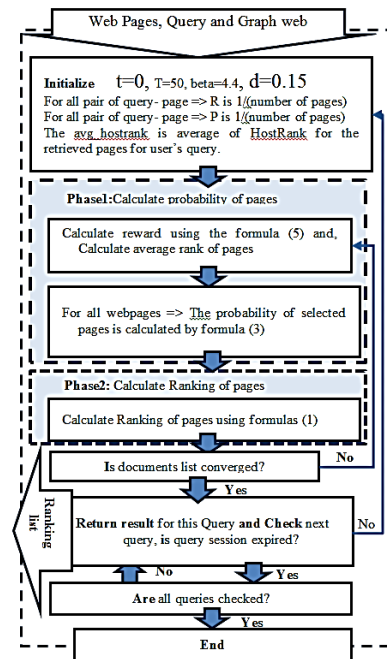 Web Pages, Query and Graph web
Initialize t=0, T=50, beta=4.4, d=0.15
For all pair of query- page => R is 1/(number of pages)
For all pair of query- page => P is 1/(number of pages)
The avg_hostrank is average of HostRank for the
retrieved pages for user's query.
Phase1:Calculate probability of pages
Calculate reward using the formula (5) and,
Calculate average rank of pages
For all webpages => The probability of selected
pages is calculated by formula (3)
Phase2: Calculate Ranking of pages
Calculate Ranking of pages using formulas (1)
Is documents list converged?
No
Yes
Ranking
list
Return result for this Query and Check next
query, is query session expired?
No
No
Yes
Are all queries checked?
Yes
End